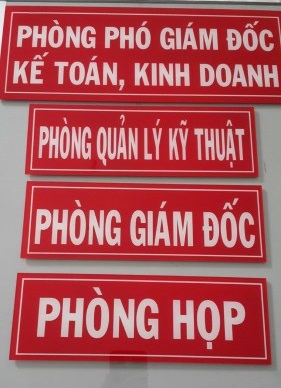 PHÒNG PHÓ GIÁM ĐỐC
KẾ TOÁN, KINH DOANH
PHÒNG QUẢN LÝ KỸ THUẬT
PHÒNG GIÁM ĐỐC
PHÒNG HỌP